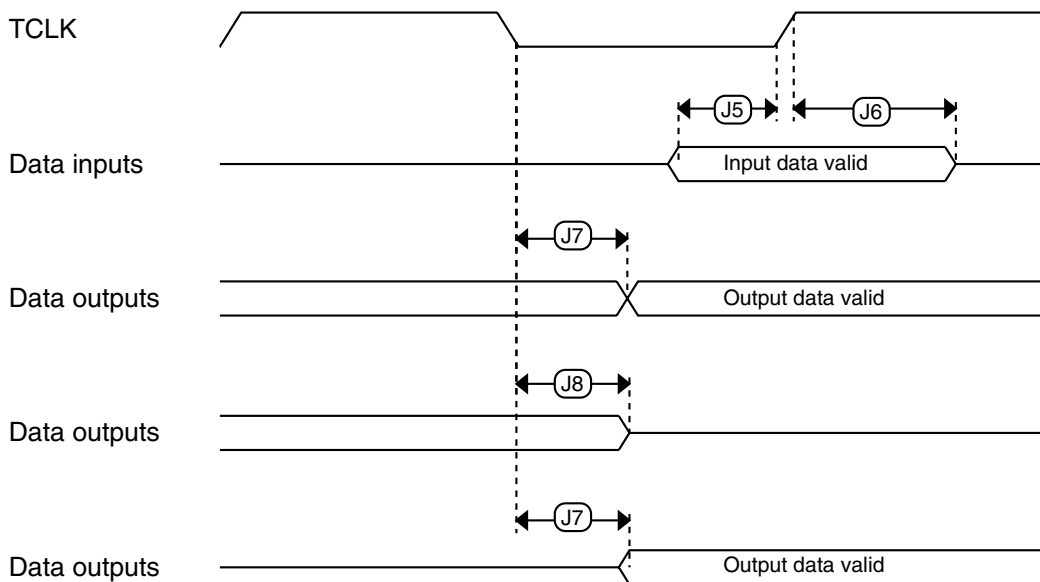 TCLK
J5
J6
Data inputs
Input data valid
J7
Data outputs
Output data valid
J8
Data outputs
J7
Data outputs
Output data valid